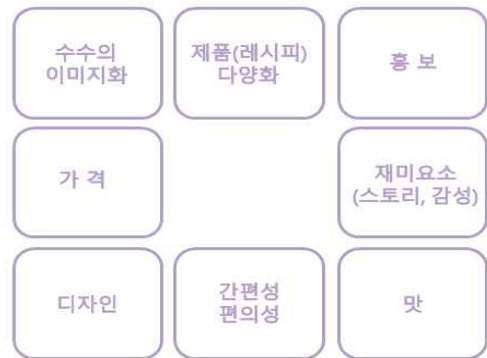 수수의
이미지화
제품(레시피)
다양화
홍 보
가 격
재미요소
(스토리, 감성)
디자인
간편성
편의성
맛